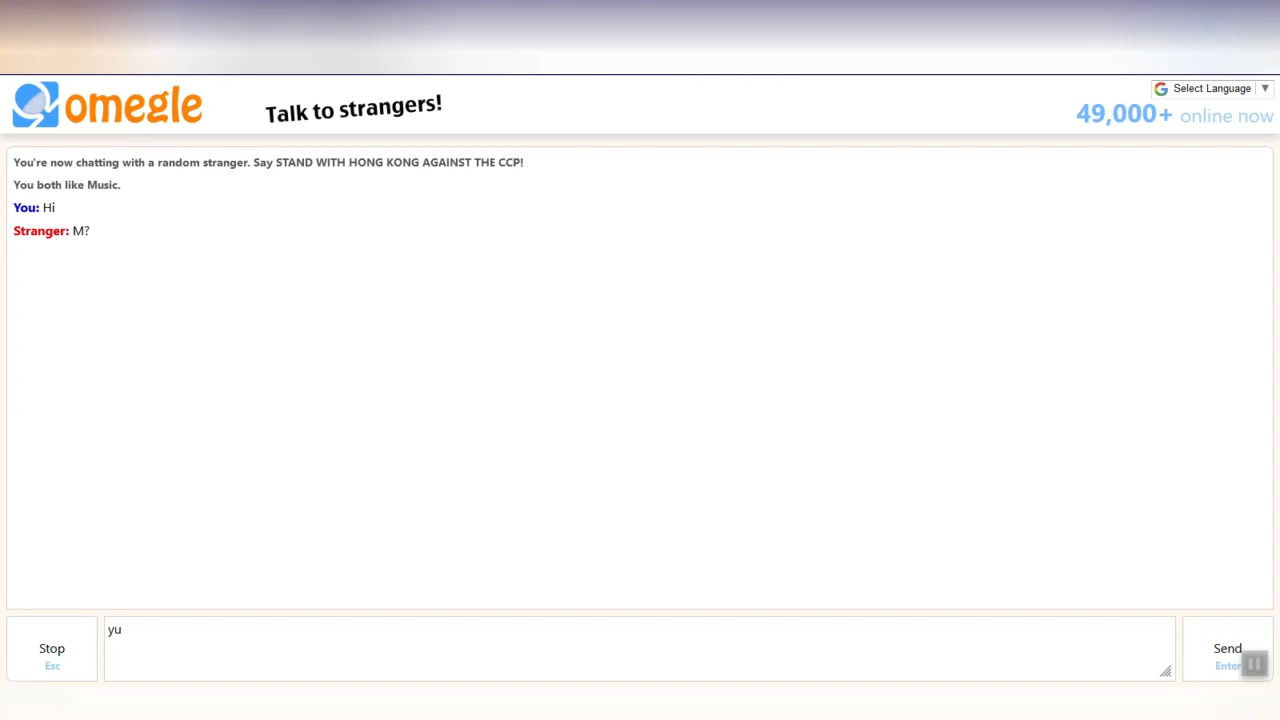 omegle
Talk to strangers!
Select Language ▼
49,000+ online now
You're now chatting with a random stranger. Say STAND WITH HONG KONG AGAINST THE CCP!
You both like Music.
You: Hi
Stranger: M?
Stop
Esc
yu
Send
Enter